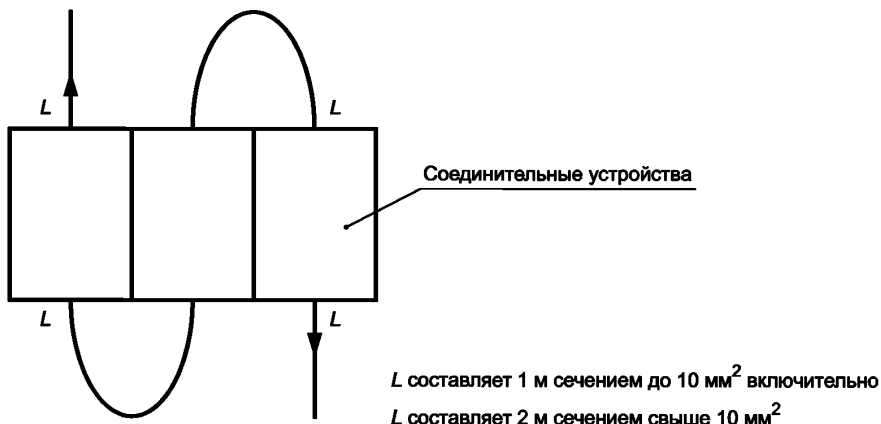 L
L
Соединительные устройства
L
L
L составляет 1 м сечением до 10 мм² включительно
L составляет 2 м сечением свыше 10 мм²